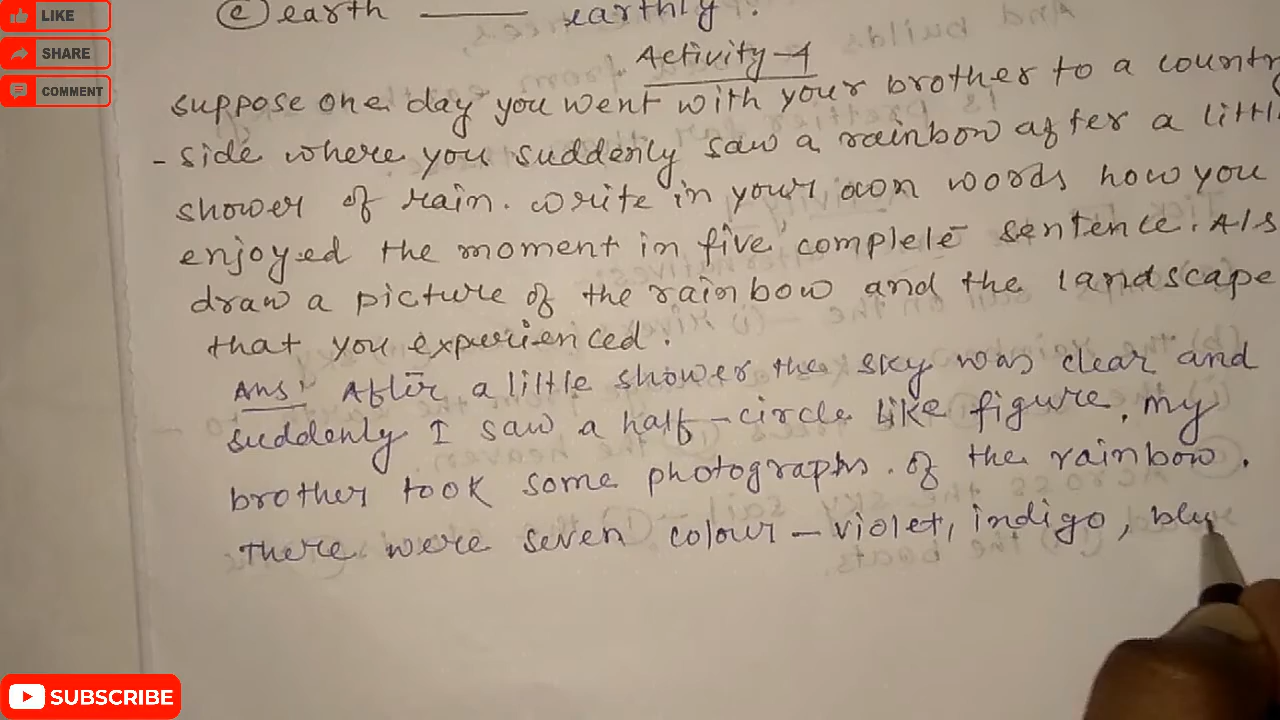 LIKE
SHARE
COMMENT
(e) earth —— earthly.
Activity-4
suppose one day you went with your brother to a countr
-side where you suddenly saw a rainbow after a littl
shower of rain. write in your own words how you
enjoyed the moment in five complete sentence. Als
draw a picture of the rainbow and the landscape
that you experienced.
Ans: After a little shower the sky was clear and
suddenly I saw a half-circle like figure. My
brother took some photographs. of the rainbow.
There were seven colour - violet, indigo, blu
SUBSCRIBE